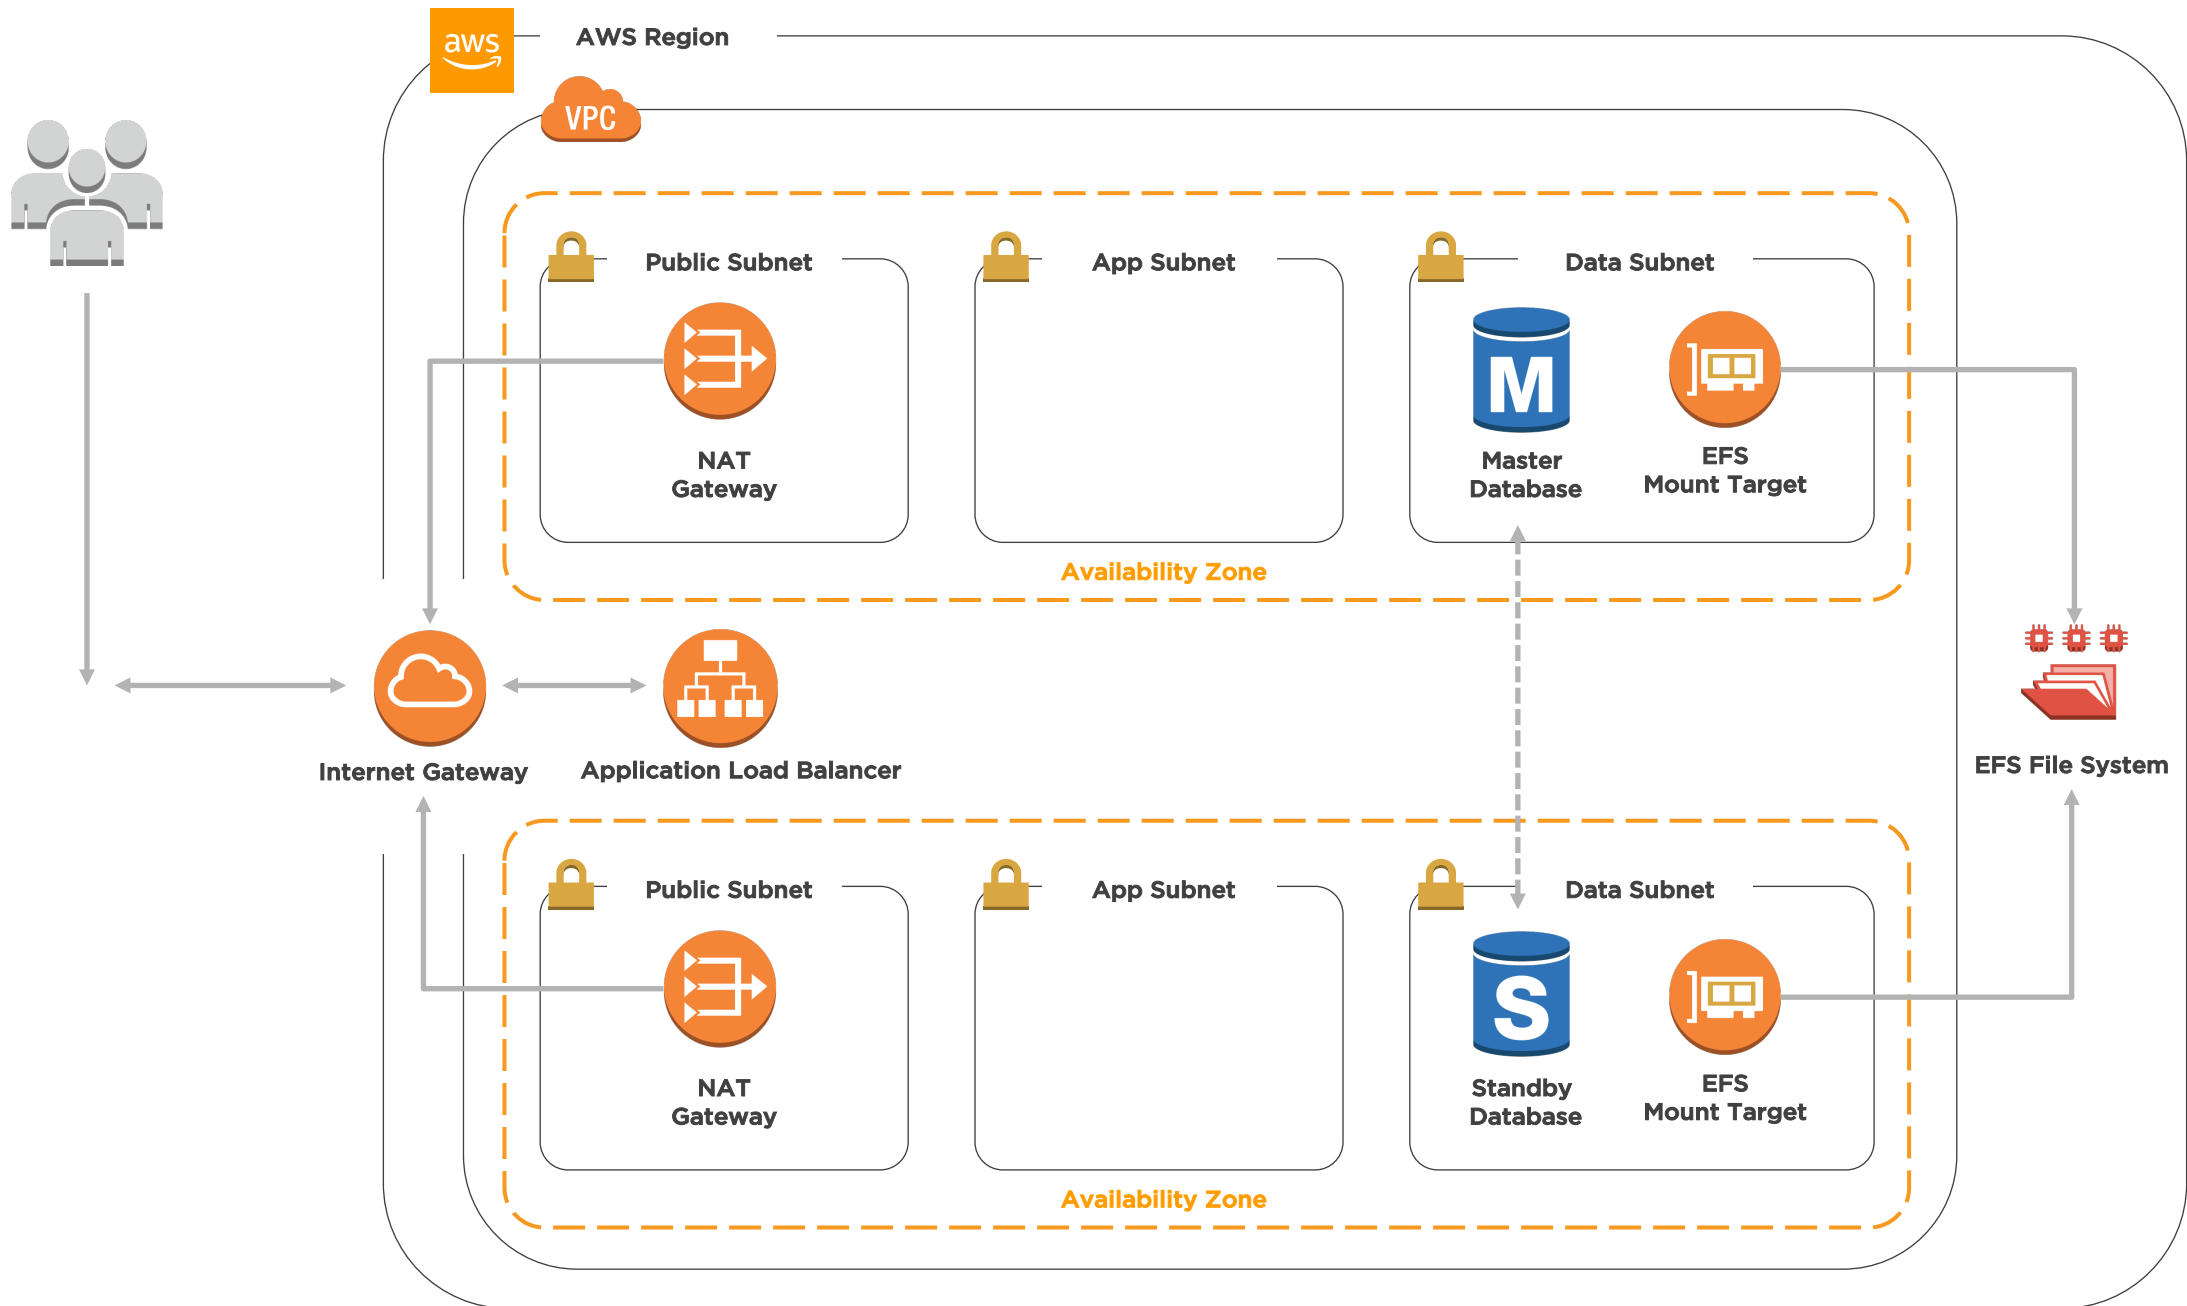 aws
AWS Region
VPC
Public Subnet
App Subnet
Data Subnet
M
NAT
Gateway
Master
Database
EFS
Mount Target
Availability Zone
Internet Gateway
Application Load Balancer
EFS File System
Public Subnet
App Subnet
Data Subnet
S
NAT
Gateway
Standby
Database
EFS
Mount Target
Availability Zone